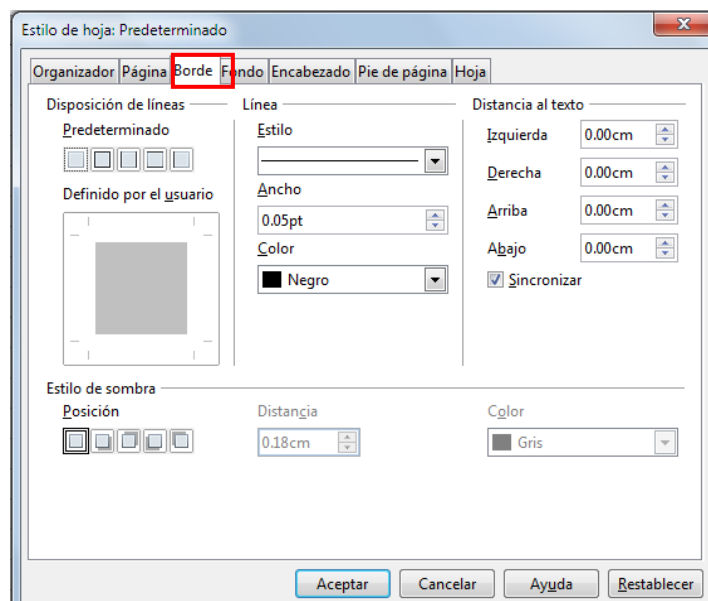 Estilo de hoja: Predeterminado
Organizador Página Borde Fondo Encabezado Pie de página Hoja
Disposición de líneas
Predeterminado
Definido por el usuario
Línea
Estilo
Ancho
0.05pt
Color
Negro
Distancia al texto
Izquierda 0.00cm
Derecha 0.00cm
Arriba 0.00cm
Abajo 0.00cm
Sincronizar
Estilo de sombra
Posición
Distancia
0.18cm
Color
Gris
Aceptar Cancelar Ayuda Restablecer